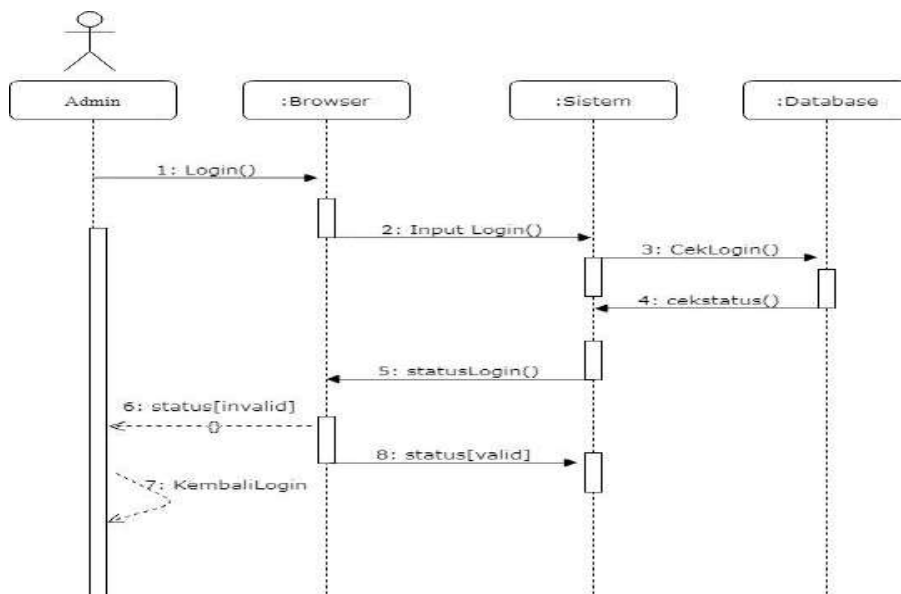 Admin
:Browser
:Sistem
:Database
1: Login()
2: Input Login()
3: CekLogin()
4: cekstatus()
5: statusLogin()
6: status[invalid]
{}
8: status[valid]
7: KembaliLogin